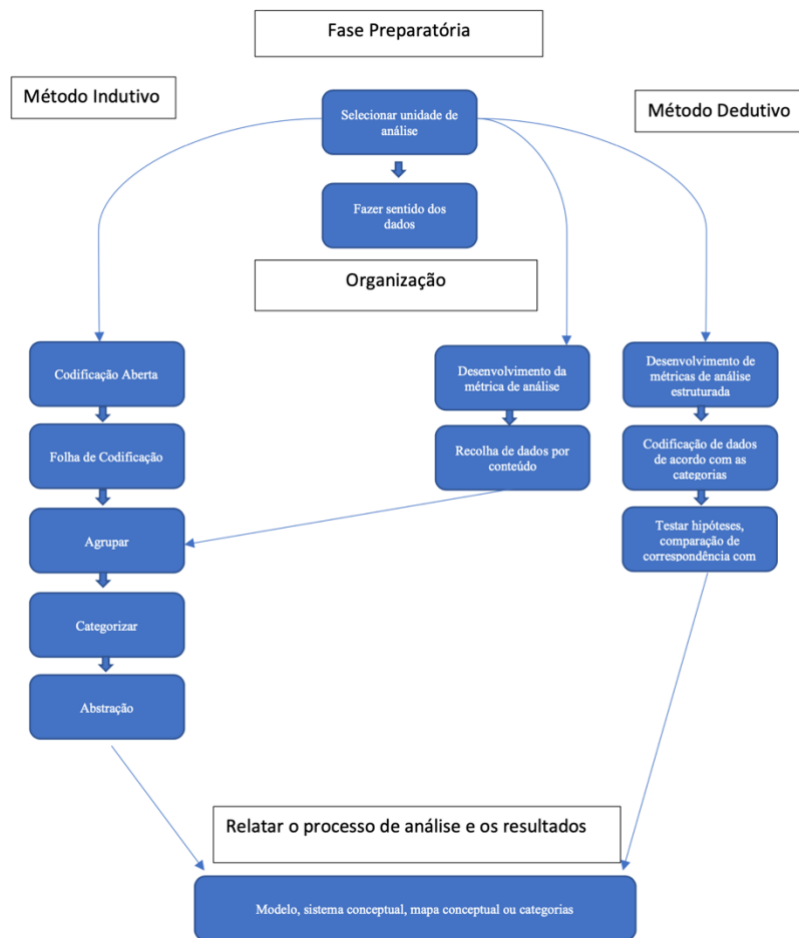 Fase Preparatória
Método Indutivo
Método Dedutivo
Selecionar unidade de
análise
Fazer sentido dos
dados
Organização
Codificação Aberta
Folha de Codificação
Agrupar
Categorizar
Abstração
Desenvolvimento da
métrica de análise
Recolha de dados por
conteúdo
Desenvolvimento de
métricas de análise
estruturada
Codificação de dados
de acordo com as
categorias
Testar hipóteses,
comparação de
correspondência com
Relatar o processo de análise e os resultados
Modelo, sistema conceptual, mapa conceptual ou categorias